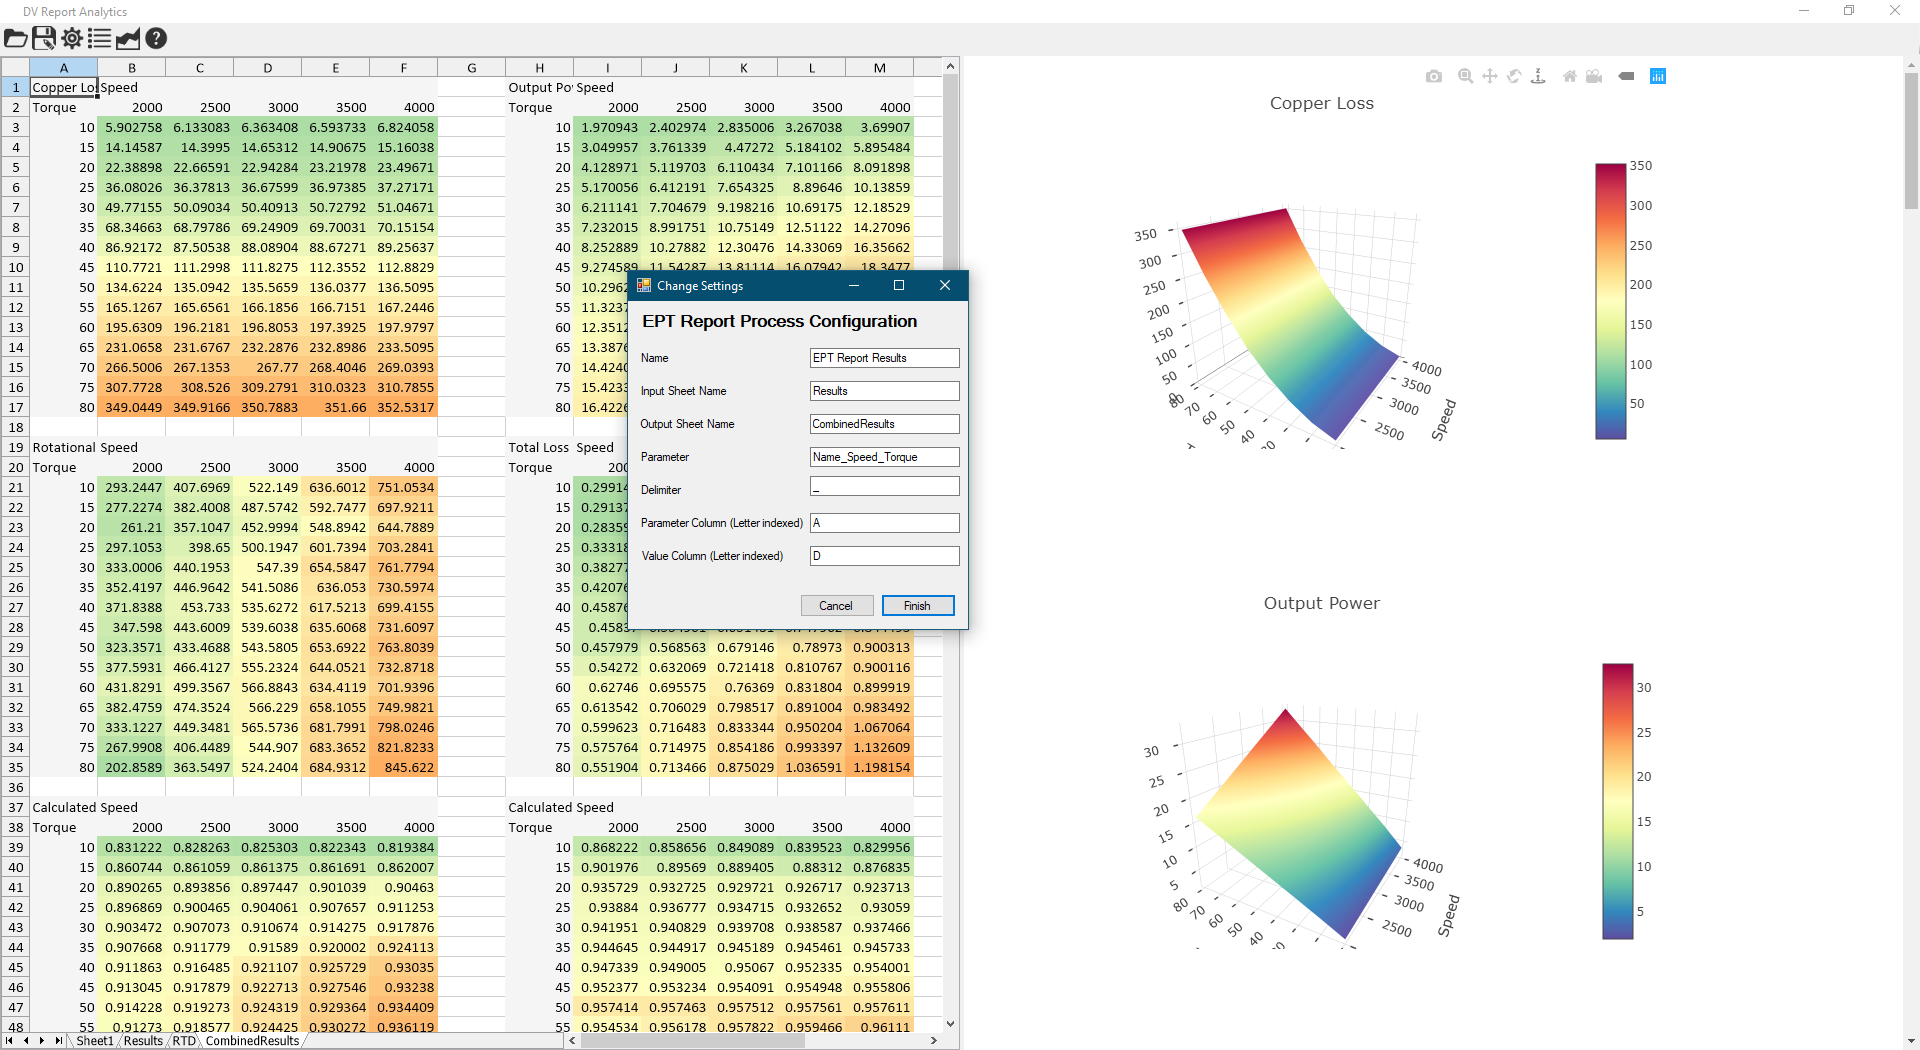 DV Report Analytics
A B C D E F G H I J K L M
1 Copper Lo Speed Output Po Speed
2 Torque 2000 2500 3000 3500 4000 Torque 2000 2500 3000 3500 4000
3 10 5.902758 6.133083 6.363408 6.593733 6.824058 10 1.970943 2.402974 2.835006 3.267038 3.69907
4 15 14.14587 14.3995 14.65312 14.90675 15.16038 15 3.049957 3.761339 4.47272 5.184102 5.895484
5 20 22.38898 22.66591 22.94284 23.21978 23.49671 20 4.128971 5.119703 6.110434 7.101166 8.091898
6 25 36.08026 36.37813 36.67599 36.97385 37.27171 25 5.170056 6.412191 7.654325 8.89646 10.13859
7 30 49.77155 50.09034 50.40913 50.72792 51.04671 30 6.211141 7.704679 9.198216 10.69175 12.18529
8 35 68.34663 68.79786 69.24909 69.70031 70.15154 35 7.232015 8.991751 10.75149 12.51122 14.27096
9 40 86.92172 87.50538 88.08904 88.67271 89.25637 40 8.252889 10.27882 12.30476 14.33069 16.35662
10 45 110.7721 111.2998 111.8275 112.3552 112.8829 45 9.274589 11.54287 13.81114 16.07942 18.3477
11 50 134.6224 135.0942 135.5659 136.0377 136.5095 50 10.2962
12 55 165.1267 165.6561 166.1856 166.7151 167.2446 55 11.3237
13 60 195.6309 196.2181 196.8053 197.3925 197.9797 60 12.3512
14 65 231.0658 231.6767 232.2876 232.8986 233.5095 65 13.3876
15 70 266.5006 267.1353 267.77 268.4046 269.0393 70 14.4240
16 75 307.7728 308.526 309.2791 310.0323 310.7855 75 15.4233
17 80 349.0449 349.9166 350.7883 351.66 352.5317 80 16.4226
18
19 Rotational Speed Total Loss Speed
20 Torque 2000 2500 3000 3500 4000 Torque 2000
21 10 293.2447 407.6969 522.149 636.6012 751.0534 10 0.29914
22 15 277.2274 382.4008 487.5742 592.7477 697.9211 15 0.29137
23 20 261.21 357.1047 452.9994 548.8942 644.7889 20 0.28359
24 25 297.1053 398.65 500.1947 601.7394 703.2841 25 0.33318
25 30 333.0006 440.1953 547.39 654.5847 761.7794 30 0.38277
26 35 352.4197 446.9642 541.5086 636.053 730.5974 35 0.42076
27 40 371.8388 453.733 535.6272 617.5213 699.4155 40 0.45876
28 45 347.598 443.6009 539.6038 635.6068 731.6097 45 0.4583
29 50 323.3571 433.4688 543.5805 653.6922 763.8039 50 0.457979 0.568563 0.679146 0.78973 0.900313
30 55 377.5931 466.4127 555.2324 644.0521 732.8718 55 0.54272 0.632069 0.721418 0.810767 0.900116
31 60 431.8291 499.3567 566.8843 634.4119 701.9396 60 0.62746 0.695575 0.76369 0.831804 0.899919
32 65 382.4759 474.3524 566.229 658.1055 749.9821 65 0.613542 0.706029 0.798517 0.891004 0.983492
33 70 333.1227 449.3481 565.5736 681.7991 798.0246 70 0.599623 0.716483 0.833344 0.950204 1.067064
34 75 267.9908 406.4489 544.907 683.3652 821.8233 75 0.575764 0.714975 0.854186 0.993397 1.132609
35 80 202.8589 363.5497 524.2404 684.9312 845.622 80 0.551904 0.713466 0.875029 1.036591 1.198154
36
37 Calculated Speed Calculated Speed
38 Torque 2000 2500 3000 3500 4000 Torque 2000 2500 3000 3500 4000
39 10 0.831222 0.828263 0.825303 0.822343 0.819384 10 0.868222 0.858656 0.849089 0.839523 0.829956
40 15 0.860744 0.861059 0.861375 0.861691 0.862007 15 0.901976 0.89569 0.889405 0.88312 0.876835
41 20 0.890265 0.893856 0.897447 0.901039 0.90463 20 0.935729 0.932725 0.929721 0.926717 0.923713
42 25 0.896869 0.900465 0.904061 0.907657 0.911253 25 0.93884 0.936777 0.934715 0.932652 0.93059
43 30 0.903472 0.907073 0.910674 0.914275 0.917876 30 0.941951 0.940829 0.939708 0.938587 0.937466
44 35 0.907668 0.911779 0.91589 0.920002 0.924113 35 0.944645 0.944917 0.945189 0.945461 0.945733
45 40 0.911863 0.916485 0.921107 0.925729 0.93035 40 0.947339 0.949005 0.95067 0.952335 0.954001
46 45 0.913045 0.917879 0.922713 0.927546 0.93238 45 0.952377 0.953234 0.954091 0.954948 0.955806
47 50 0.914228 0.919273 0.924319 0.929364 0.934409 50 0.957414 0.957463 0.957512 0.957561 0.957611
48 55 0.91273 0.918577 0.924425 0.930272 0.936119 55 0.954534 0.956178 0.957822 0.959466 0.96111
Sheet1 Results RTD CombinedResults
Change Settings
EPT Report Process Configuration
Name EPT Report Results
Input Sheet Name Results
Output Sheet Name CombinedResults
Parameter Name_Speed_Torque
Delimiter _
Parameter Column (Letter indexed) A
Value Column (Letter indexed) D
Cancel Finish
Copper Loss
350
300
250
200
150
100
50
0
80
70
60
50
40
4000
3500
3000
2500
Speed
350
300
250
200
150
100
50
Output Power
30
25
20
15
10
5
80
70
60
50
40
4000
3500
3000
2500
Speed
30
25
20
15
10
5